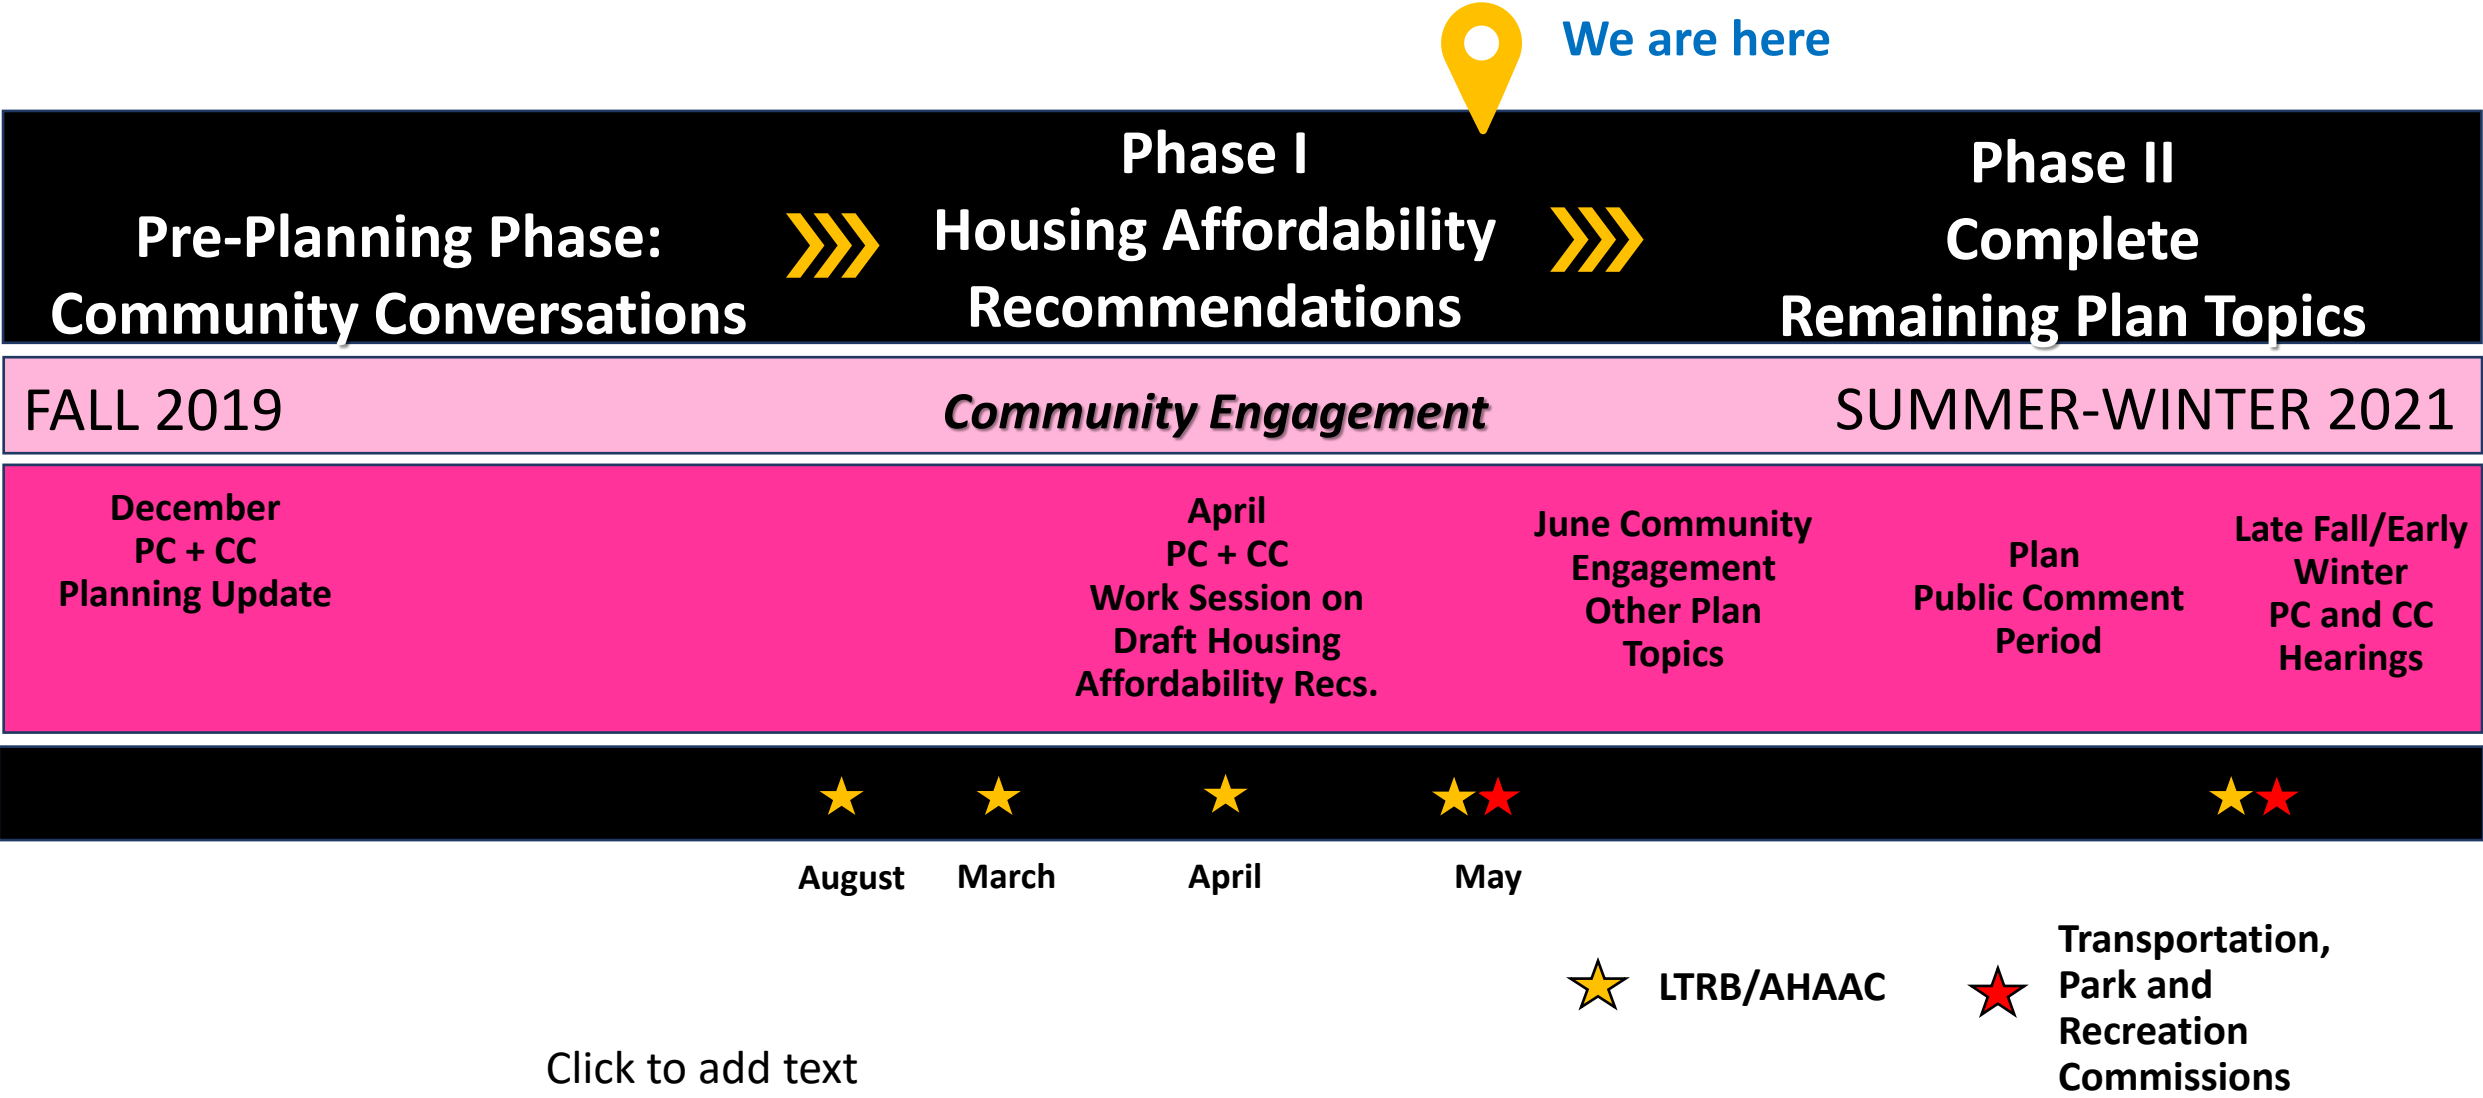 We are here
Pre-Planning Phase:
Community Conversations
Phase I
Housing Affordability
Recommendations
Phase II
Complete
Remaining Plan Topics
FALL 2019
Community Engagement
SUMMER-WINTER 2021
December
PC + CC
Planning Update
April
PC + CC
Work Session on
Draft Housing
Affordability Recs.
June Community
Engagement
Other Plan
Topics
Plan
Public Comment
Period
Late Fall/Early
Winter
PC and CC
Hearings
August
March
April
May
LTRB/AHAAC
Transportation,
Park and
Recreation
Commissions
Click to add text